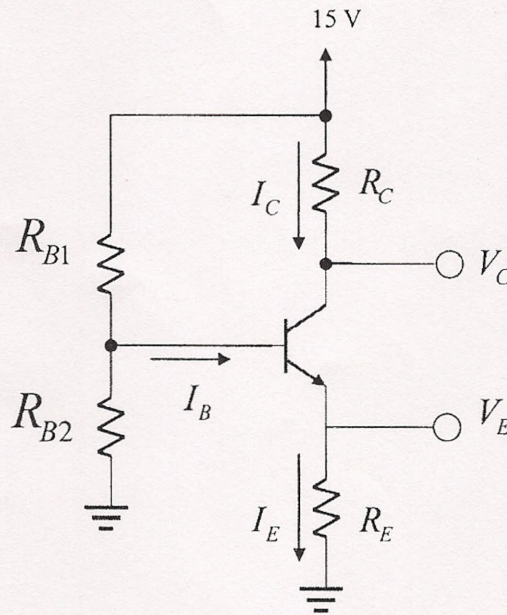 15 V
I_C
R_C
R_B1
V_C
I_B
R_B2
V_E
I_E
R_E